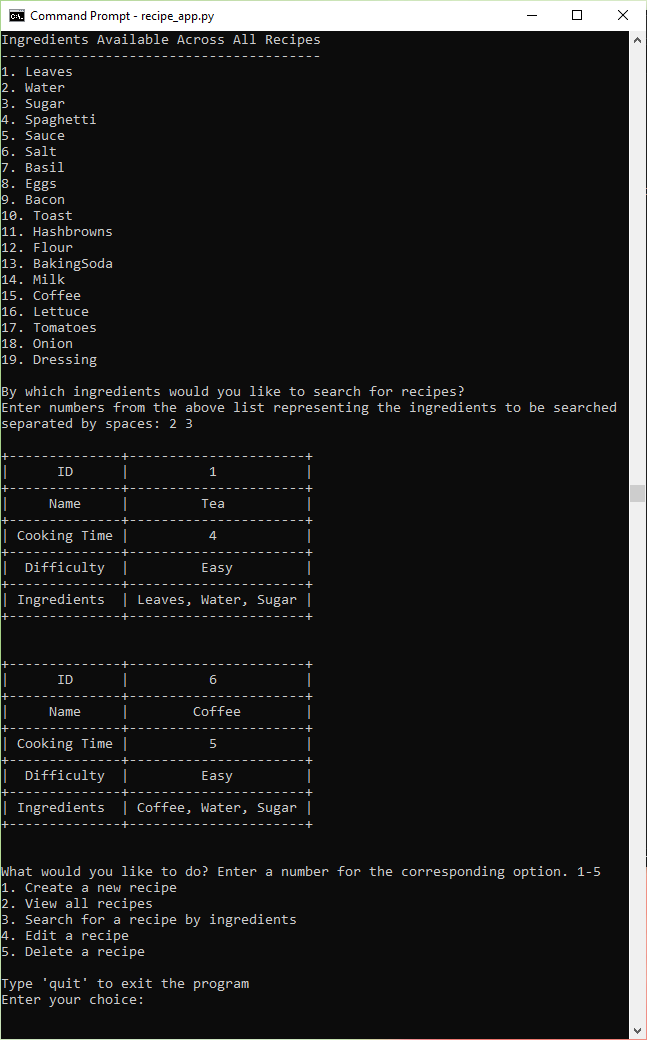 Command Prompt - recipe_app.py
Ingredients Available Across All Recipes
----------------------------------------
1. Leaves
2. Water
3. Sugar
4. Spaghetti
5. Sauce
6. Salt
7. Basil
8. Eggs
9. Bacon
10. Toast
11. Hashbrowns
12. Flour
13. BakingSoda
14. Milk
15. Coffee
16. Lettuce
17. Tomatoes
18. Onion
19. Dressing

By which ingredients would you like to search for recipes?
Enter numbers from the above list representing the ingredients to be searched
separated by spaces: 2 3

+--------------+----------------------+
|      ID      |          1           |
+--------------+----------------------+
|     Name     |         Tea          |
+--------------+----------------------+
| Cooking Time |          4           |
+--------------+----------------------+
|  Difficulty  |         Easy         |
+--------------+----------------------+
| Ingredients  | Leaves, Water, Sugar |
+--------------+----------------------+

+--------------+----------------------+
|      ID      |          6           |
+--------------+----------------------+
|     Name     |        Coffee        |
+--------------+----------------------+
| Cooking Time |          5           |
+--------------+----------------------+
|  Difficulty  |         Easy         |
+--------------+----------------------+
| Ingredients  | Coffee, Water, Sugar |
+--------------+----------------------+

What would you like to do? Enter a number for the corresponding option. 1-5
1. Create a new recipe
2. View all recipes
3. Search for a recipe by ingredients
4. Edit a recipe
5. Delete a recipe

Type 'quit' to exit the program
Enter your choice: